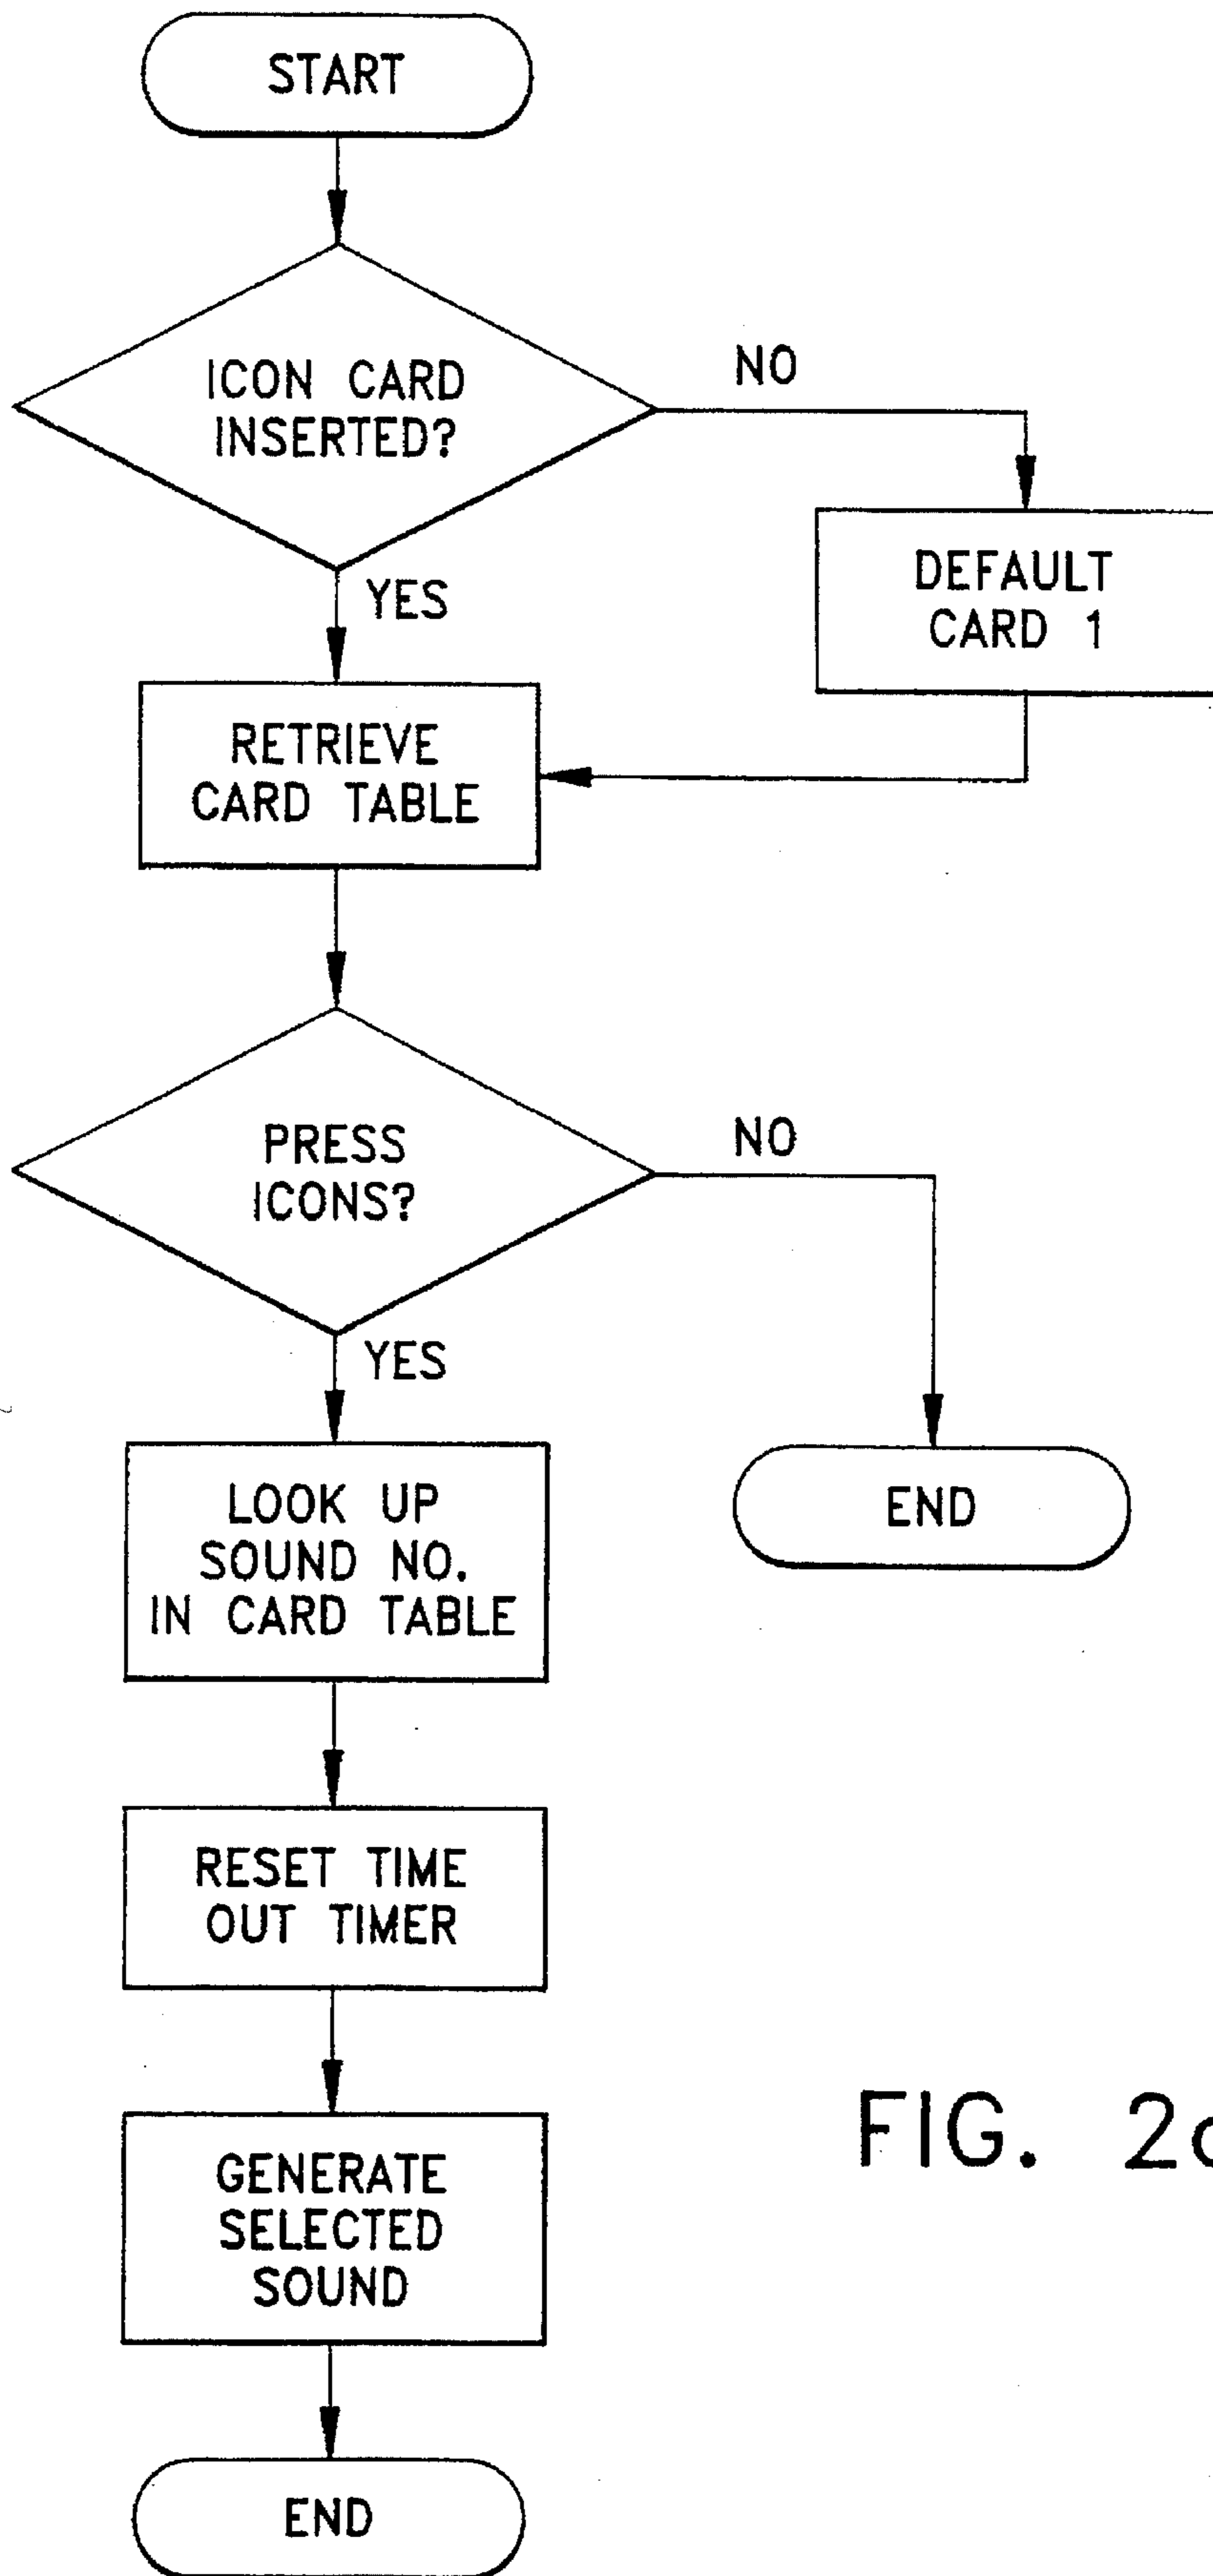 START
ICON CARD
INSERTED?
NO
DEFAULT
CARD 1
YES
RETRIEVE
CARD TABLE
PRESS
ICONS?
NO
YES
LOOK UP
SOUND NO.
IN CARD TABLE
END
RESET TIME
OUT TIMER
GENERATE
SELECTED
SOUND
FIG.
END